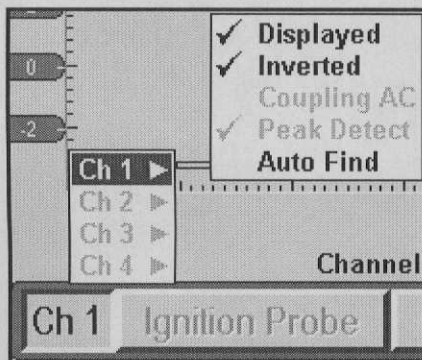 ✓ Displayed
0 ✓ Inverted
Coupling AC
-2 ✓ Peak Detect
Auto Find
Ch 1 ▶
Ch 2 ▶
Ch 3 ▶
Ch 4 ▶
Channel
Ch 1 Ignition Probe